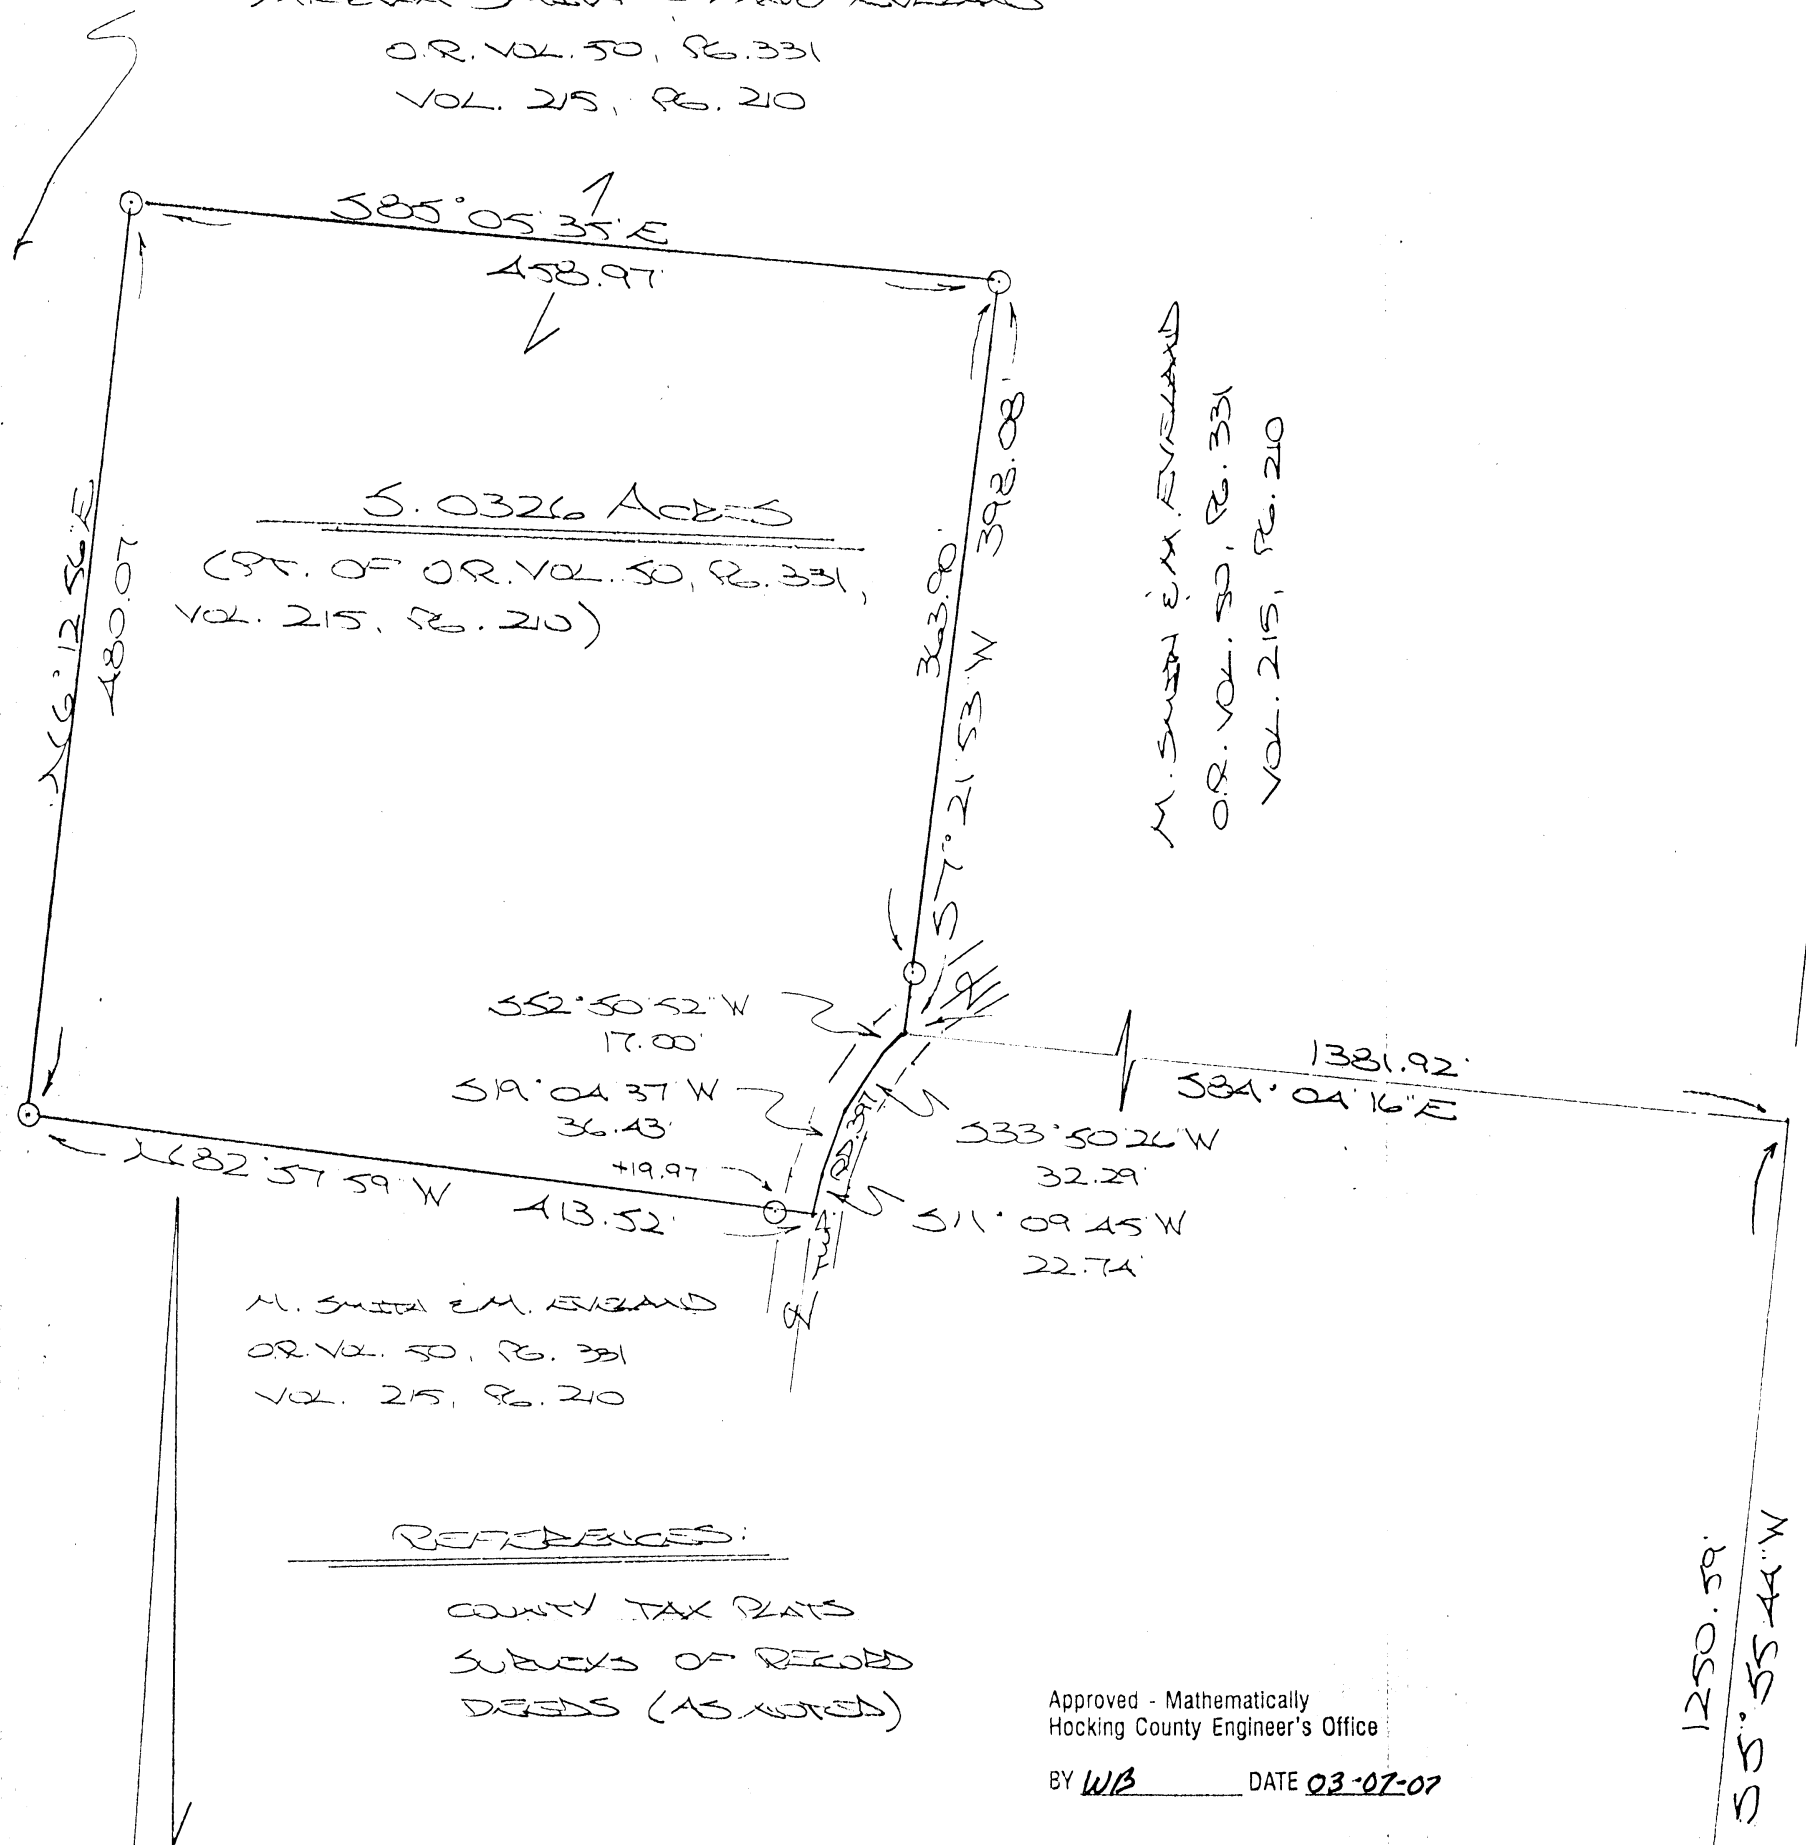 O.R. VOL. 50, PG. 331
VOL. 215, PG. 210
S85°05'35"E
458.97'
N6°12'56"E
480.07'
5.0326 ACRES
(PT. OF O.R. VOL. 50, PG. 331,
VOL. 215, PG. 210)
363.90'
398.08'
S7°21'53"W
M. SMITH & M. EVELAND
O.R. VOL. 50, PG. 331
VOL. 215, PG. 210
S52°50'52"W
17.00'
S19°04'37"W
36.43'
+19.97
S33°50'26"W
32.29'
S11°09'45"W
22.74'
TWP. RD. 397
1381.92'
S84°04'16"E
N82°57'59"W
413.52'
M. SMITH & M. EVELAND
O.R. VOL. 50, PG. 331
VOL. 215, PG. 210
REFERENCES:
COUNTY TAX PLATS
SURVEYS OF RECORD
DEEDS (AS NOTED)
1250.59'
S5°55'44"W
Approved - Mathematically
Hocking County Engineer's Office
BY WB DATE 03-07-07